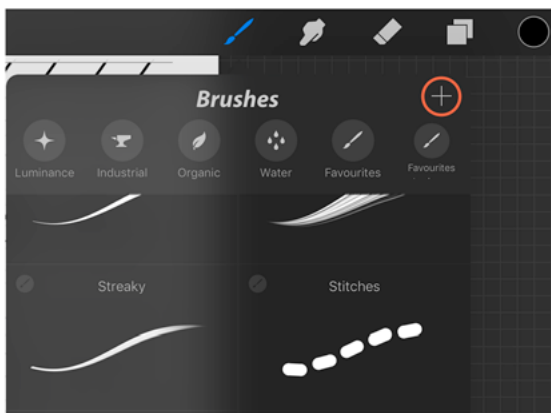 Brushes
Luminance
Industrial
Organic
Water
Favourites
Favourites
Streaky
Stitches